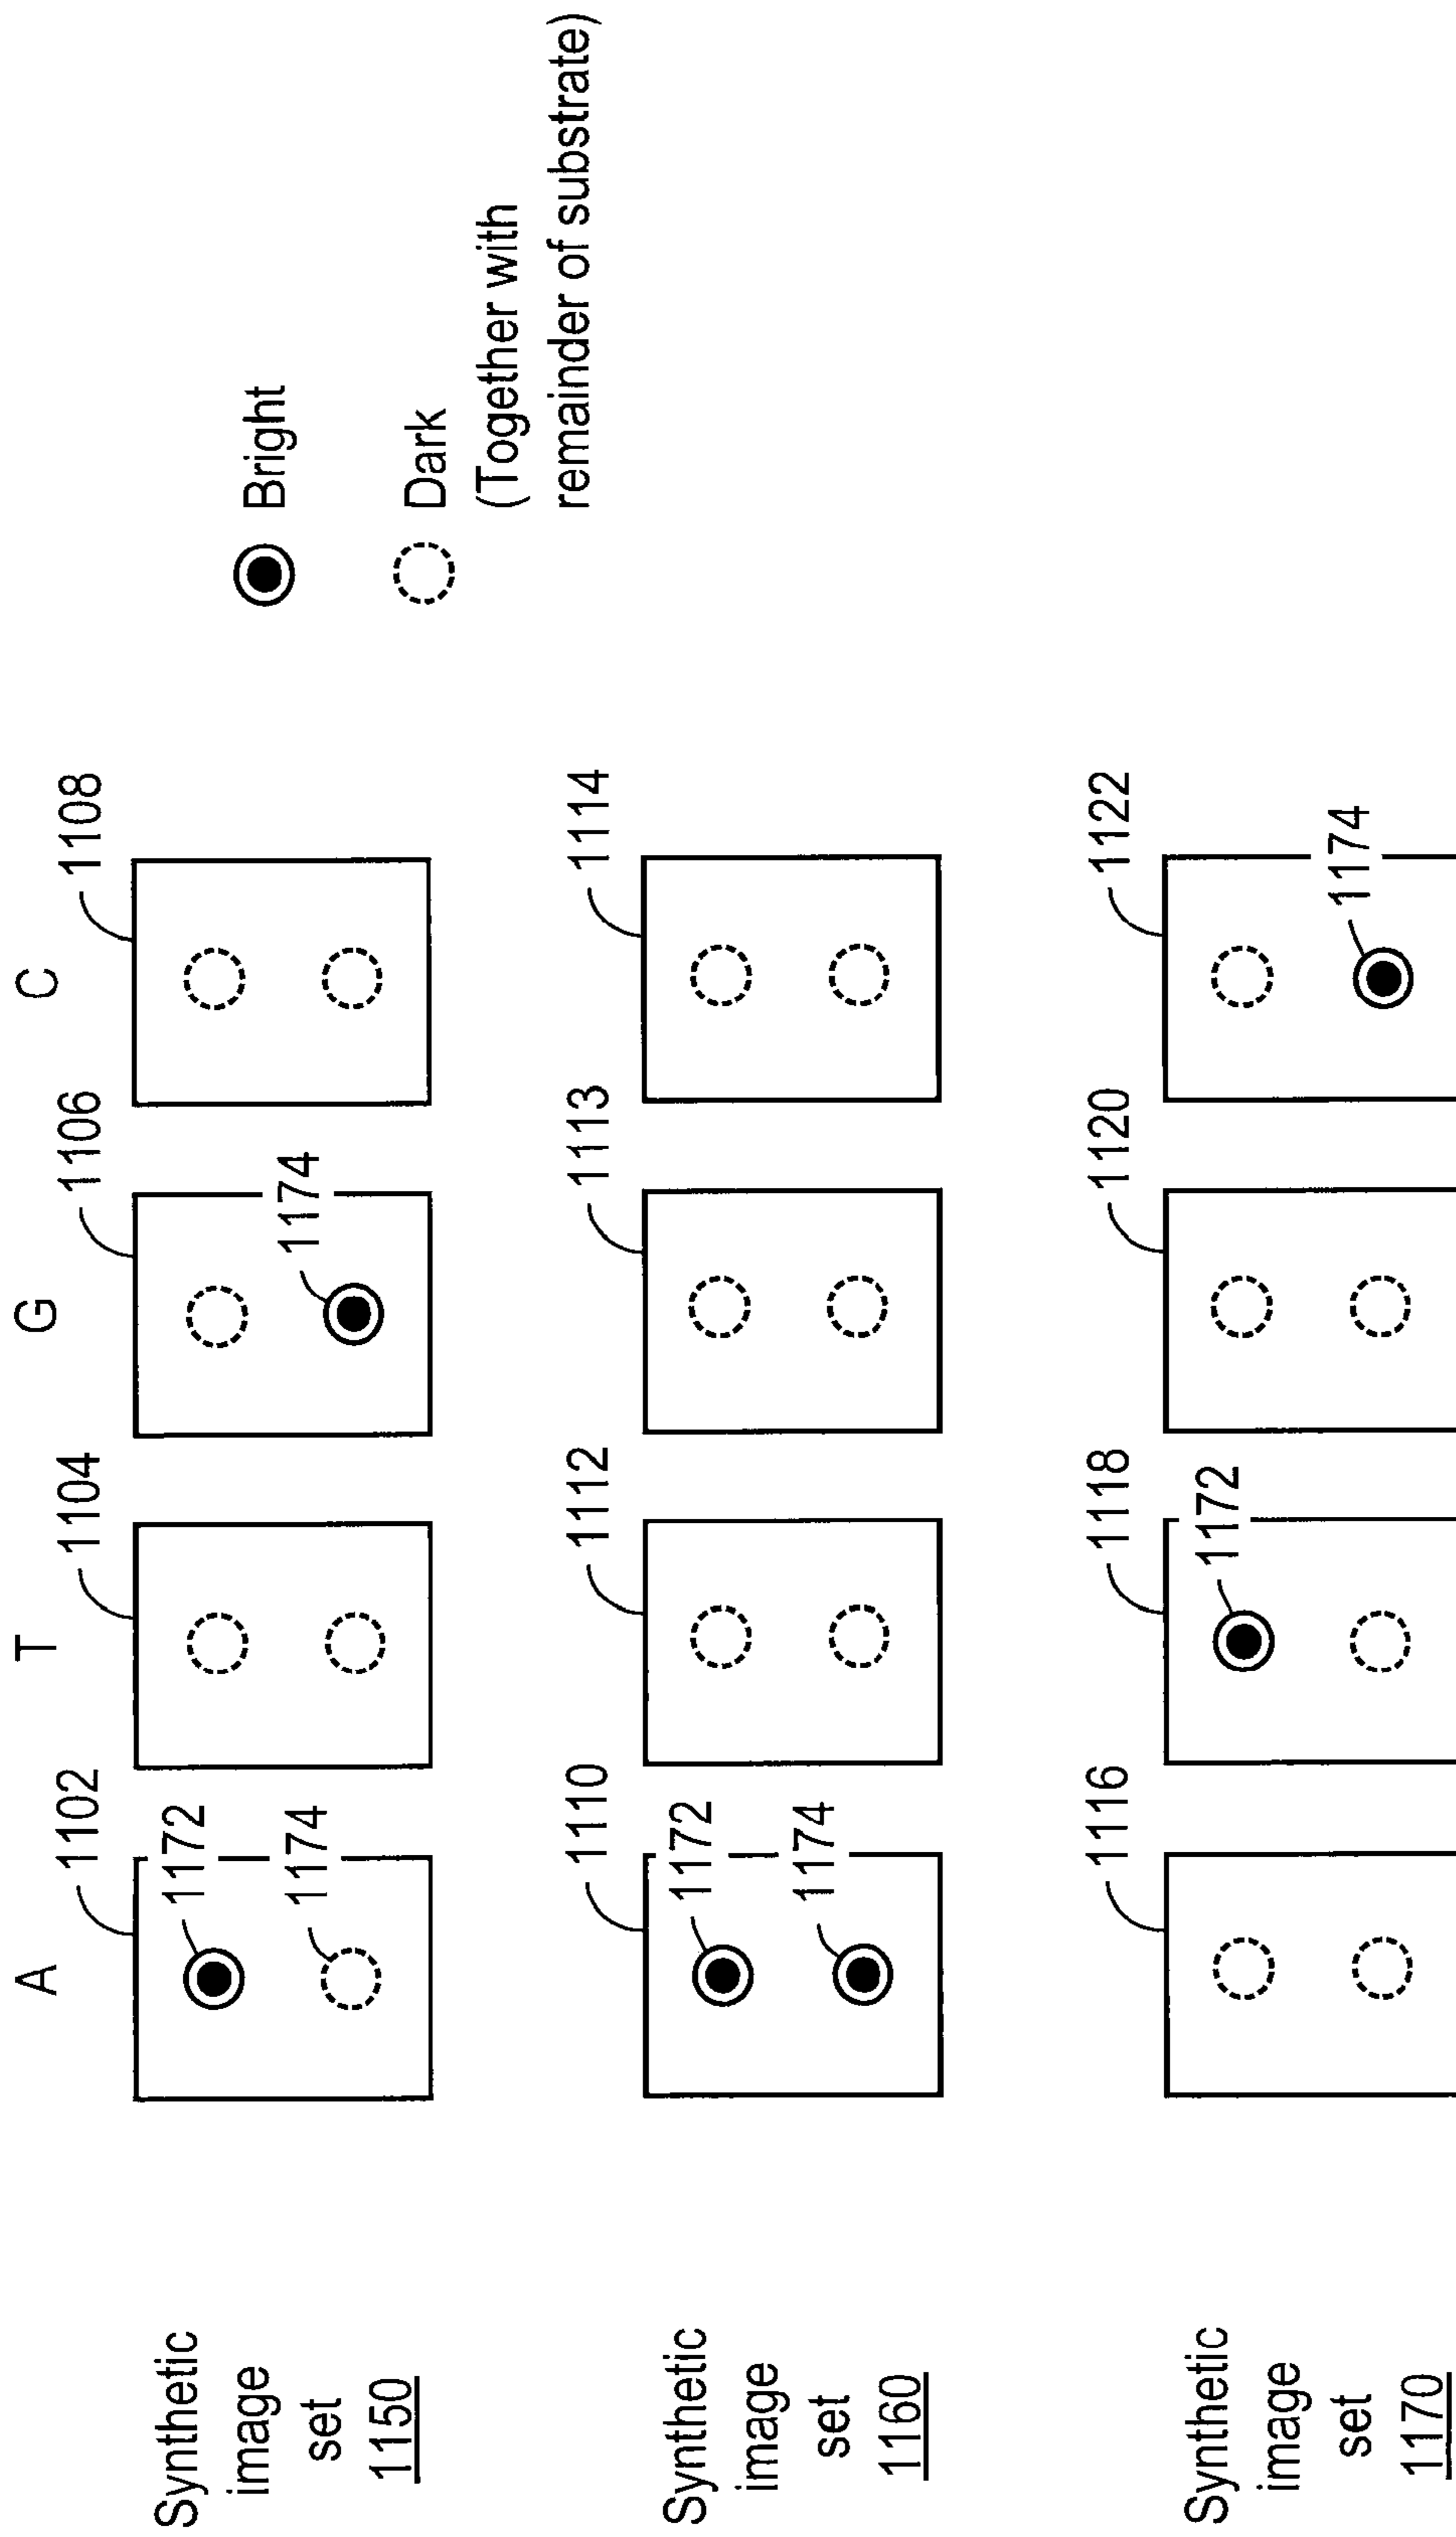 A T G C
1102 1104 1106 1108
Synthetic
image
set
1150
1172
1174
1174
Bright
Dark
(Together with
remainder of substrate)
1110 1112 1113 1114
Synthetic
image
set
1160
1172
1174
1116 1118 1120 1122
Synthetic
image
set
1170
1172
1174